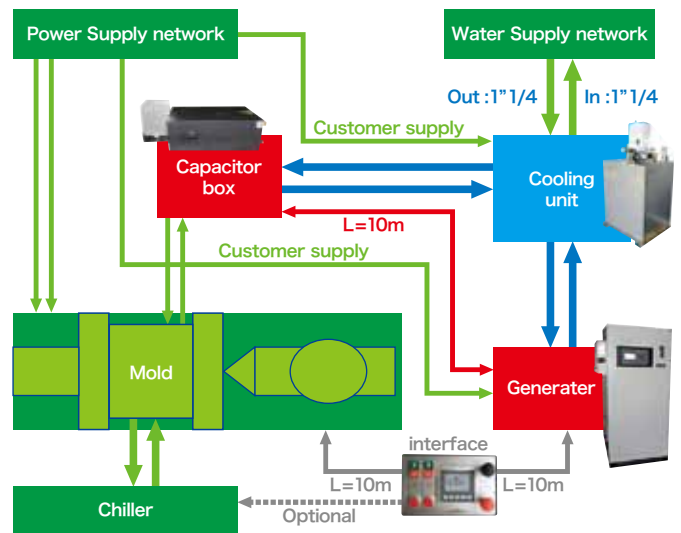 Power Supply network
Water Supply network
Out :1"1/4
In :1"1/4
Customer supply
Capacitor
box
Cooling
unit
L=10m
Customer supply
Mold
Generater
interface
L=10m
L=10m
Chiller
Optional